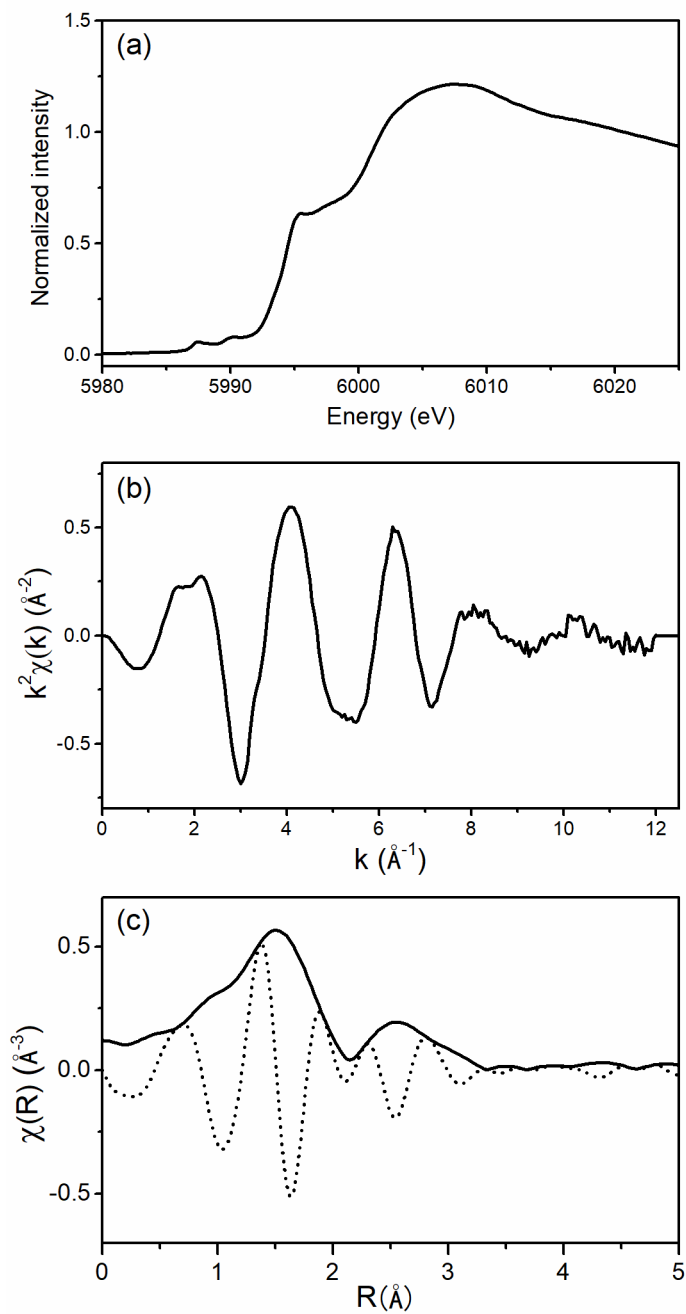 (a)
Normalized intensity
1.5
1.0
0.5
0.0
5980 5990 6000 6010 6020
Energy (eV)
(b)
k²χ(k) (Å⁻²)
0.5
0.0
-0.5
0 2 4 6 8 10 12
k (Å⁻¹)
(c)
χ(R) (Å⁻³)
0.5
0.0
-0.5
0 1 2 3 4 5
R(Å)